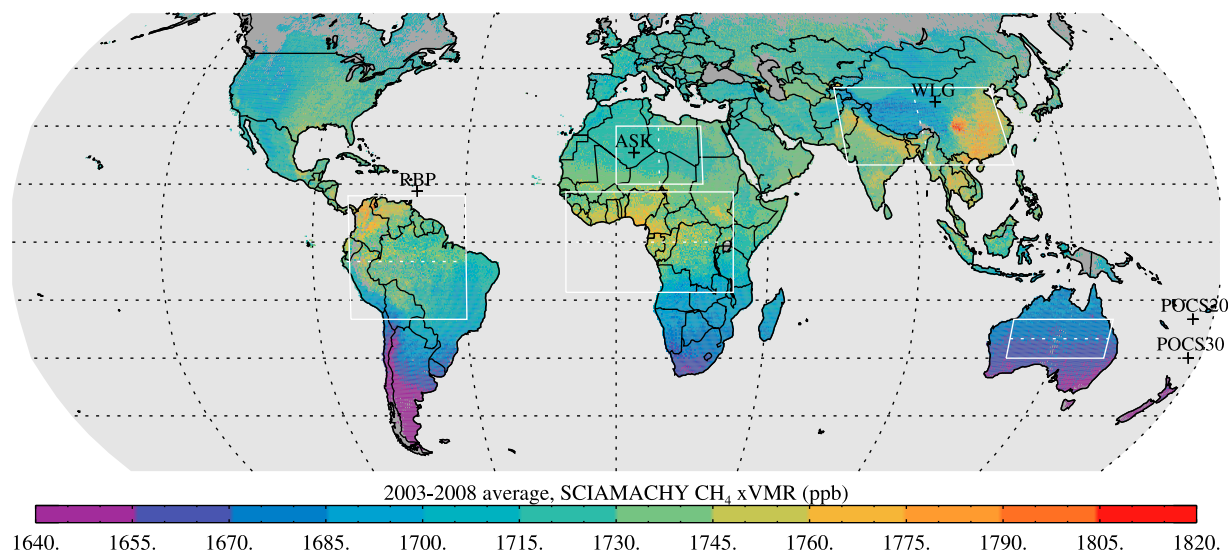 WLG
ASK
RBP
POCS20
POCS30
2003-2008 average, SCIAMACHY CH₄ xVMR (ppb)
1640. 1655. 1670. 1685. 1700. 1715. 1730. 1745. 1760. 1775. 1790. 1805. 1820.